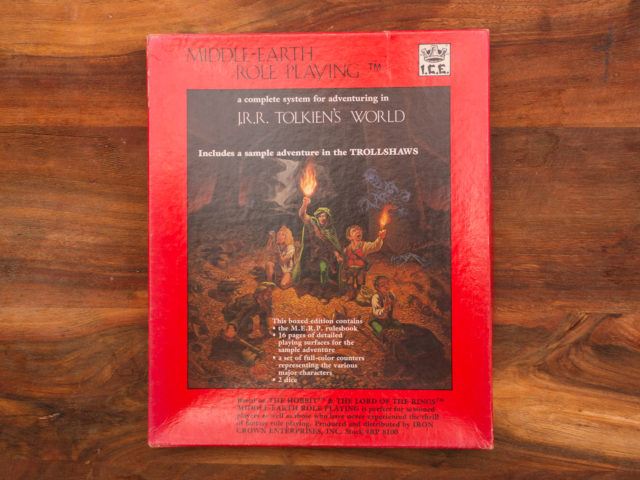 MIDDLE-EARTH
ROLE PLAYING™
I.C.E.
a complete system for adventuring in
J.R.R. TOLKIEN'S WORLD
Includes a sample adventure in the TROLLSHAWS
This boxed edition contains
• the M.E.R.P. rulesbook
• 16 pages of detailed
playing surfaces for the
sample adventure
• a set of full-color counters
representing the various
major characters
• 2 dice
Based on THE HOBBIT™ & THE LORD OF THE RINGS™
MIDDLE-EARTH ROLE PLAYING is perfect for seasoned
players as well as those who have never experienced the thrill
of fantasy role playing. Produced and distributed by IRON
CROWN ENTERPRISES, INC. Stock 8100